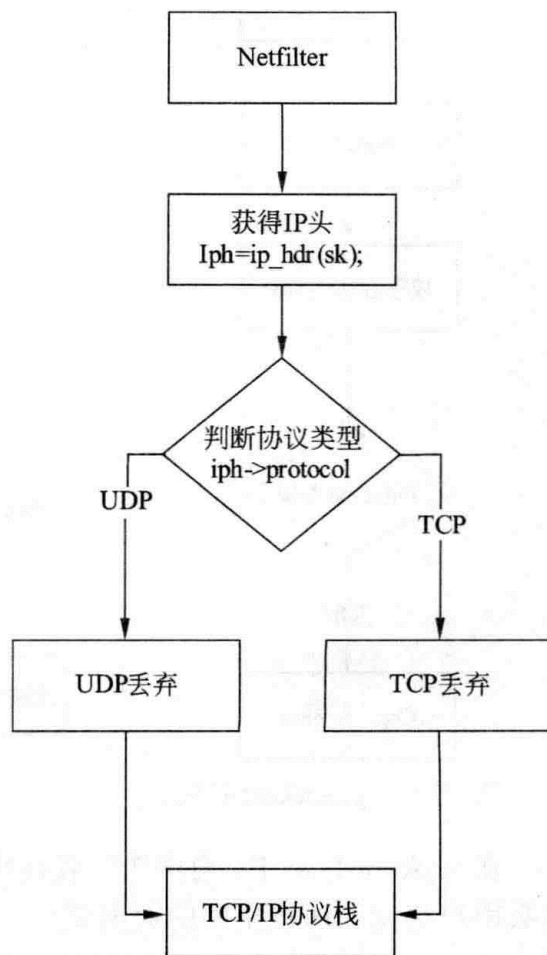 Netfilter
获得IP头
Iph=ip_hdr(sk);
判断协议类型
iph->protocol
UDP
TCP
UDP丢弃
TCP丢弃
TCP/IP协议栈